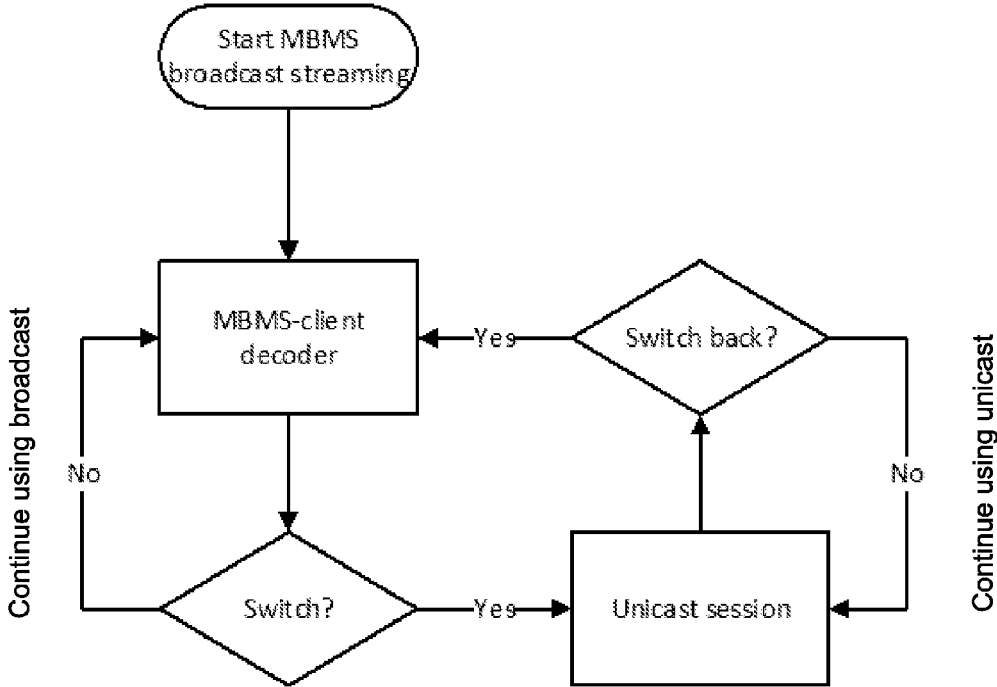 Start MBMS
broadcast streaming
MBMS-client
decoder
Yes
Switch back?
Continue using broadcast
No
No
Continue using unicast
Switch?
Yes
Unicast session